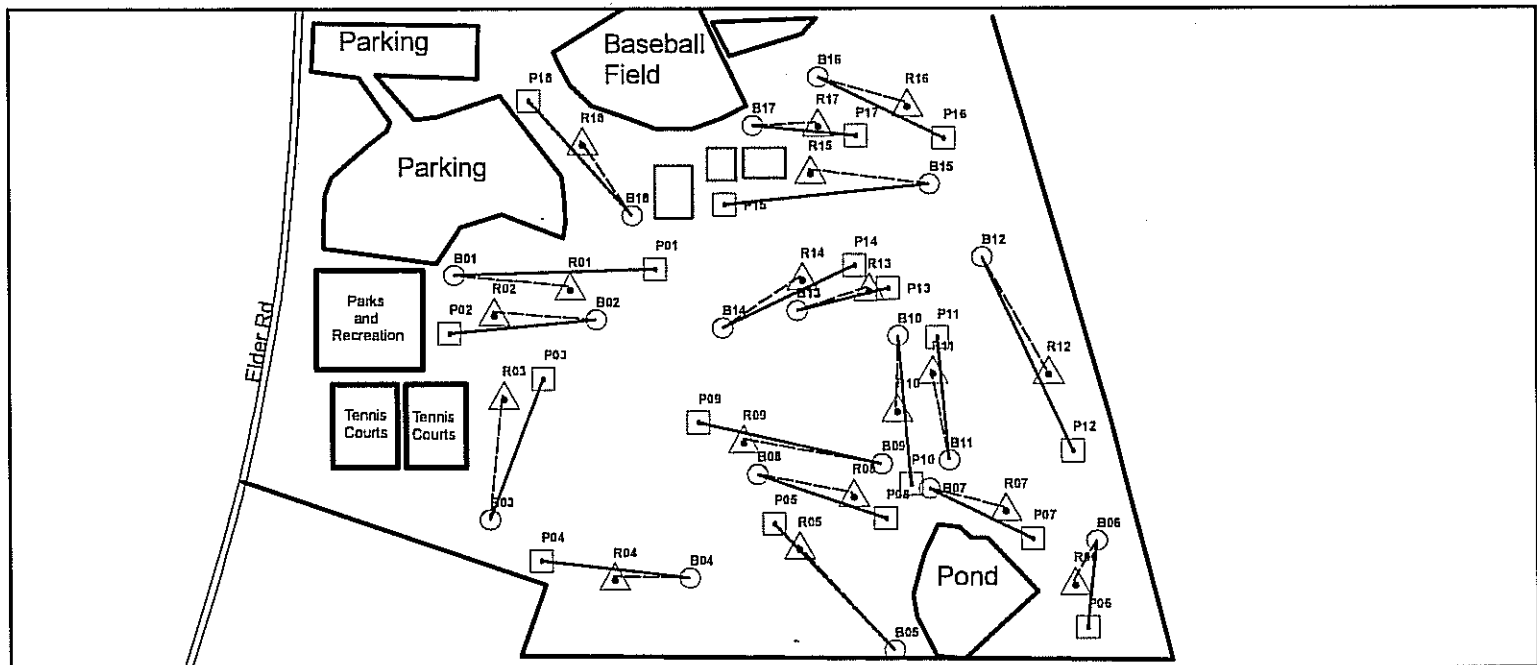 Parking
Baseball
Field
B16
P18
R16
R17
B17
P17
P16
R18
R15
Parking
B15
B18
P15
P01
B12
P14
B01
R01
R14
R13
R02
P13
B13
Parks
and
Recreation
P02
B02
B14
B10
P11
Elder Rd
R11
R12
P03
R03
Tennis
Courts
Tennis
Courts
P09
R09
P12
B09
B11
B08
P10
R08
B07
R07
P05
P08
B03
R05
P07
B06
P04
R04
B04
Pond
B05